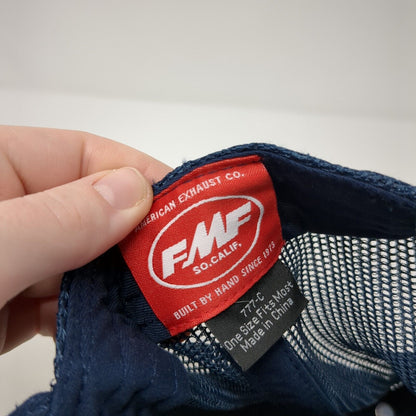 AMERICAN EXHAUST CO.
FMF
SO.CALIF.
BUILT BY HAND SINCE 1973
777-C
One Size Fits Most
Made in China